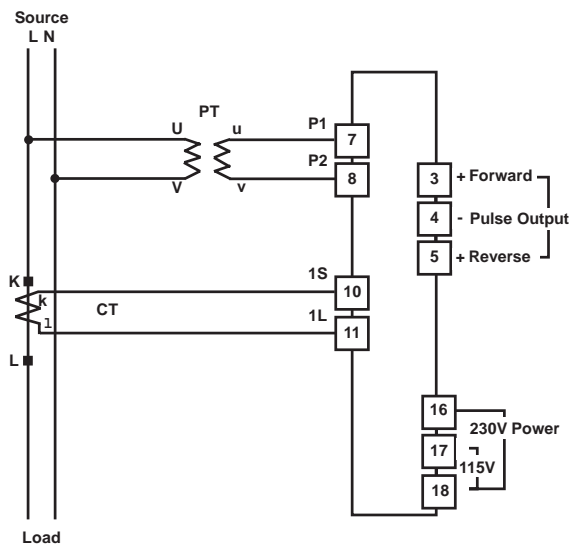 Source
L N
PT
U
u
P1
7
V
v
P2
8
3
+ Forward
4
- Pulse Output
5
+ Reverse
K
k
l
L
CT
1S
10
1L
11
16
230V Power
17
115V
18
Load